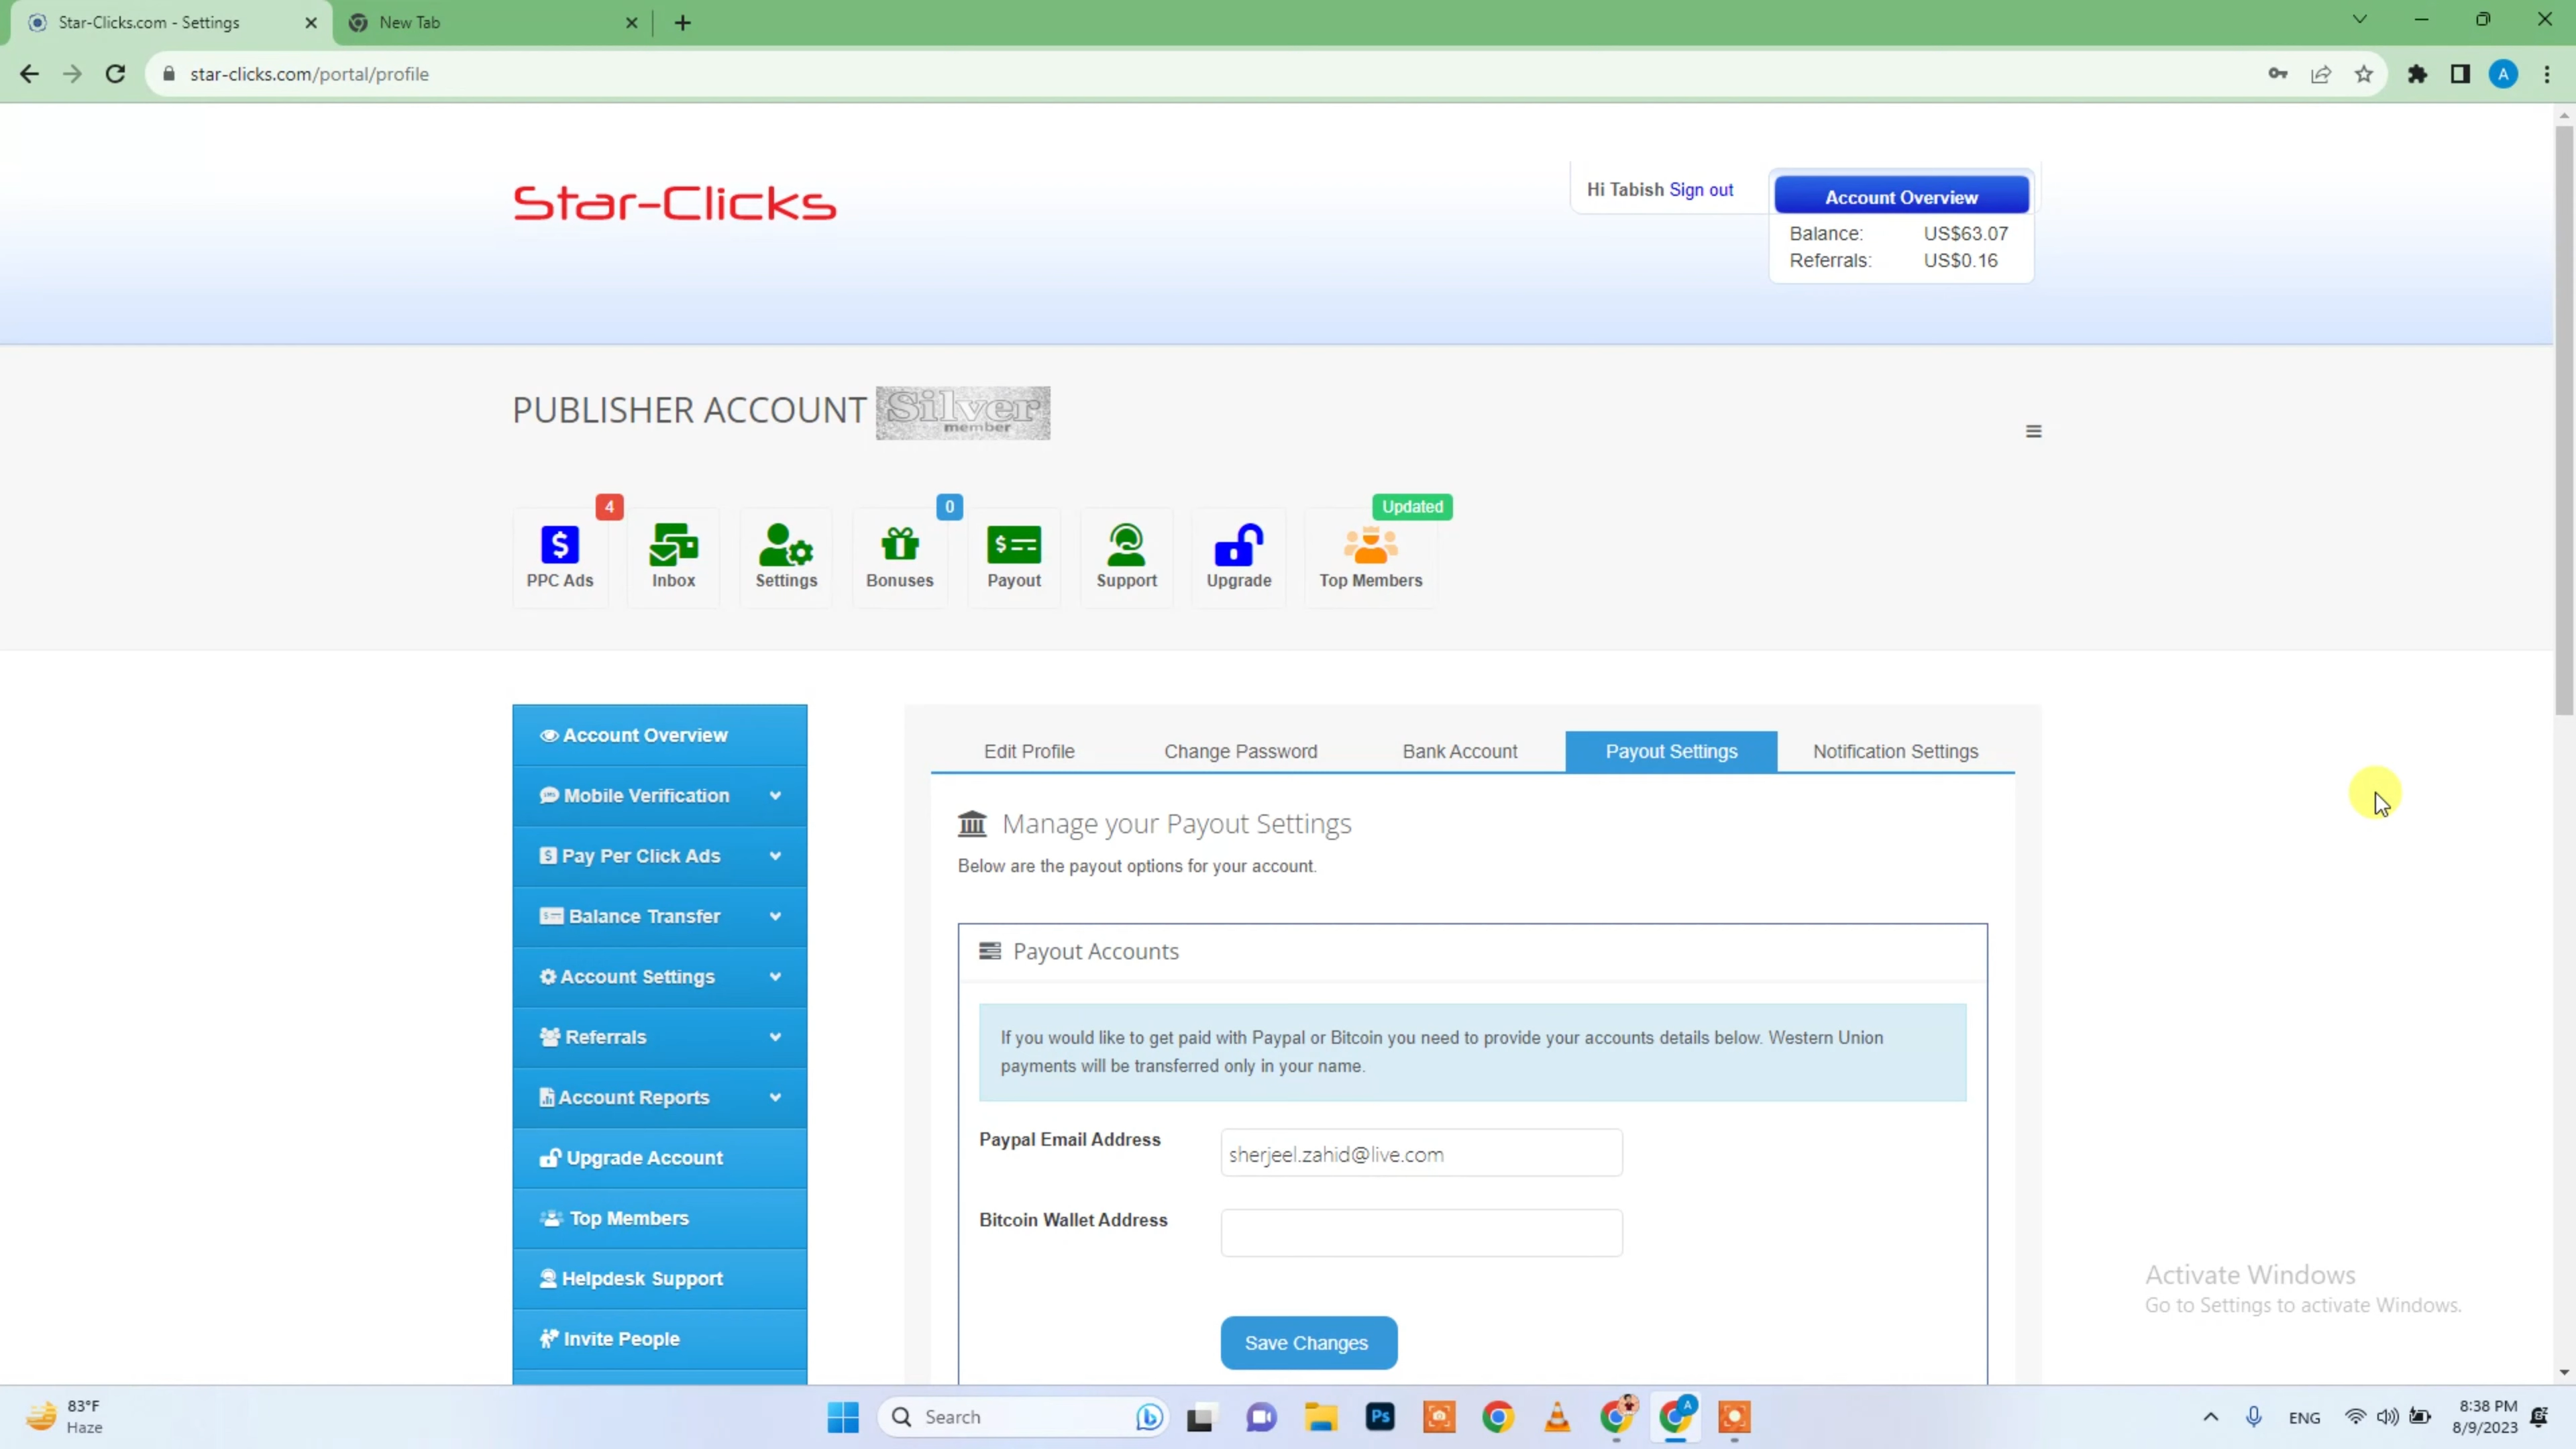 Star-Clicks.com - Settings
New Tab
star-clicks.com/portal/profile
A
Star-Clicks
Hi Tabish Sign out
Account Overview
Balance: US$63.07
Referrals: US$0.16
PUBLISHER ACCOUNT Silver member
4
0
Updated
PPC Ads
Inbox
Settings
Bonuses
Payout
Support
Upgrade
Top Members
Account Overview
Mobile Verification
Pay Per Click Ads
Balance Transfer
Account Settings
Referrals
Account Reports
Upgrade Account
Top Members
Helpdesk Support
Invite People
Edit Profile
Change Password
Bank Account
Payout Settings
Notification Settings
Manage your Payout Settings
Below are the payout options for your account.
Payout Accounts
If you would like to get paid with Paypal or Bitcoin you need to provide your accounts details below. Western Union
payments will be transferred only in your name.
Paypal Email Address
sherjeel.zahid@live.com
Bitcoin Wallet Address
Save Changes
Activate Windows
Go to Settings to activate Windows.
83°F
Haze
Search
Ps
A
ENG
8:38 PM
8/9/2023